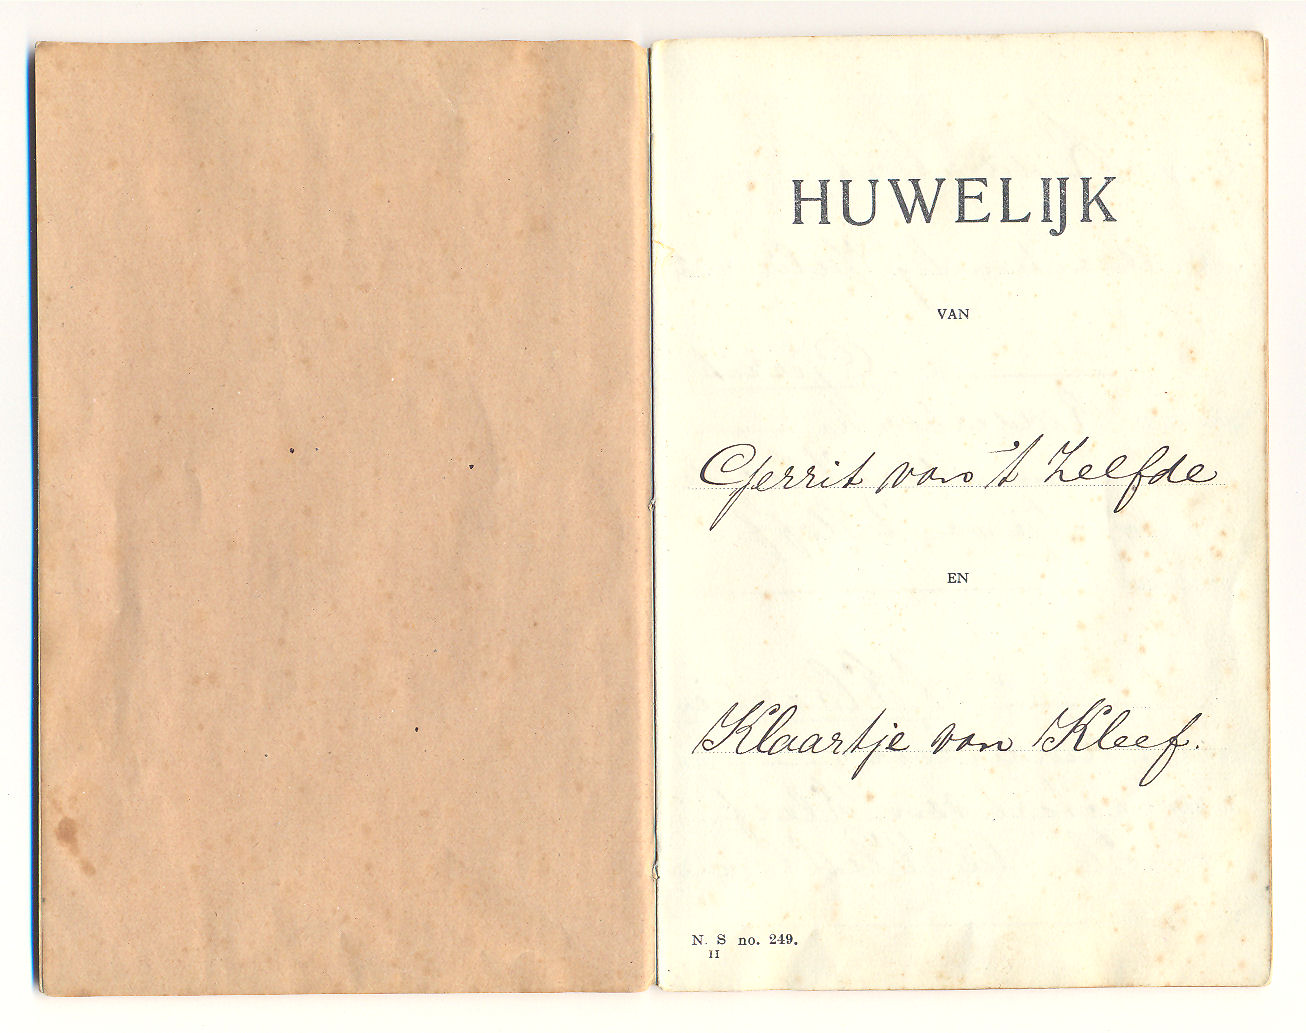 HUWELIJK
VAN
Gerrit van 't Zelfde
EN
Klaartje van Kleef.
N. S no. 249.
II